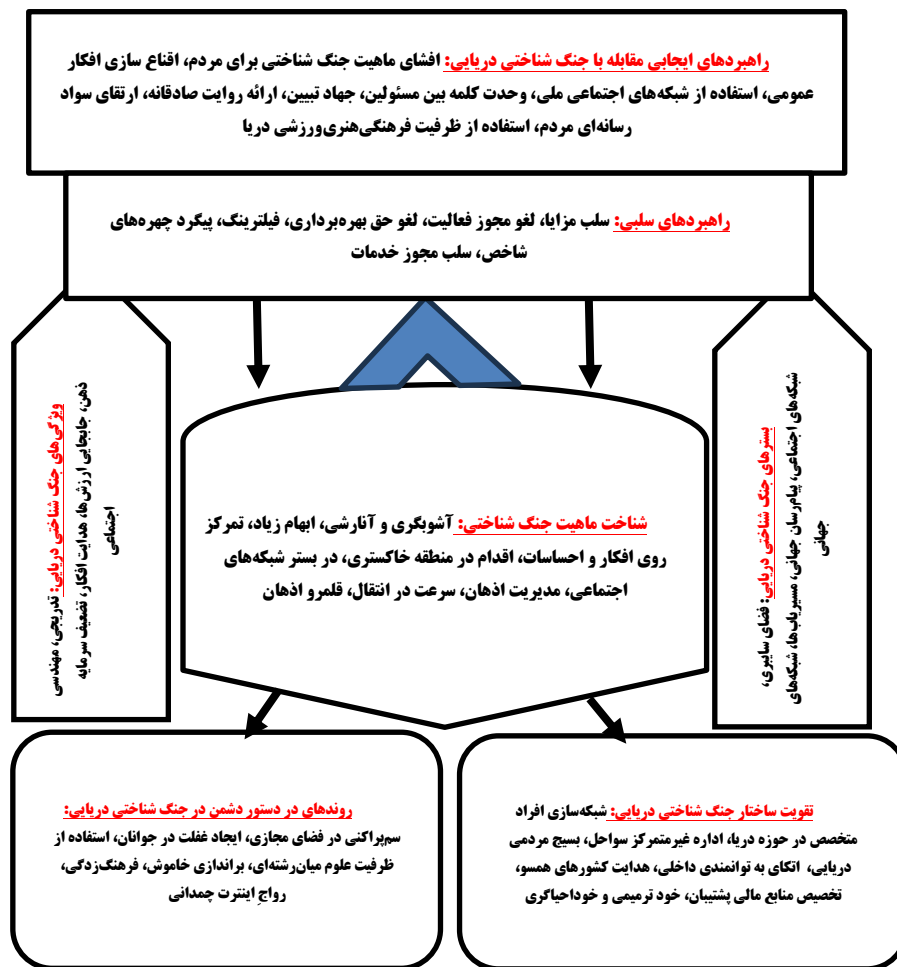 راهبردهای ایجابی مقابله با جنگ شناختی دریایی: افشای ماهیت جنگ شناختی برای مردم، اقناع سازی افکار
عمومی، استفاده از شبکه‌های اجتماعی ملی، وحدت کلمه بین مسئولین، جهاد تبیین، ارائه روایت صادقانه، ارتقای سواد
رسانه‌ای مردم، استفاده از ظرفیت فرهنگی‌هنری‌ورزشی دریا
راهبردهای سلبی: سلب مزایا، لغو مجوز فعالیت، لغو حق بهره‌برداری، فیلترینگ، پیگرد چهره‌های
شاخص، سلب مجوز خدمات
بسترهای جنگ شناختی دریایی: فضای سایبری،
شبکه‌های اجتماعی، پیام‌رسان جهانی، مسیریاب‌ها، شبکه‌های
جهانی
ویژگی‌های جنگ شناختی دریایی: تدریجی، مهندسی
ذهن، جابجایی ارزش‌ها، هدایت افکار، تضعیف سرمایه
اجتماعی
شناخت ماهیت جنگ شناختی: آشوبگری و آنارشی، ابهام زیاد، تمرکز
روی افکار و احساسات، اقدام در منطقه خاکستری، در بستر شبکه‌های
اجتماعی، مدیریت اذهان، سرعت در انتقال، قلمرو اذهان
تقویت ساختار جنگ شناختی دریایی: شبکه‌سازی افراد
متخصص در حوزه دریا، اداره غیرمتمرکز سواحل، بسیج مردمی
دریایی، اتکای به توانمندی داخلی، هدایت کشورهای همسو،
تخصیص منابع مالی پشتیبان، خود ترمیمی و خوداحیاگری
روندهای در دستور دشمن در جنگ شناختی دریایی:
سم‌پراکنی در فضای مجازی، ایجاد غفلت در جوانان، استفاده از
ظرفیت علوم میان‌رشته‌ای، براندازی خاموش، فرهنگ‌زدگی،
رواجِ اینترت چمدانی